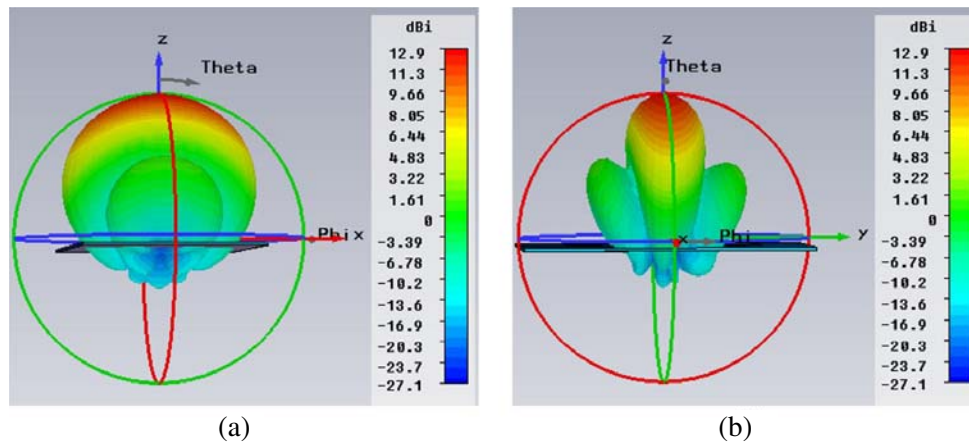 dBi
z
Theta
Phi x
12.9
11.3
9.66
8.05
6.44
4.83
3.22
1.61
0
-3.39
-6.78
-10.2
-13.6
-16.9
-20.3
-23.7
-27.1
(a)
dBi
z
Theta
x
Phi
y
12.9
11.3
9.66
8.05
6.44
4.83
3.22
1.61
0
-3.39
-6.78
-10.2
-13.6
-16.9
-20.3
-23.7
-27.1
(b)